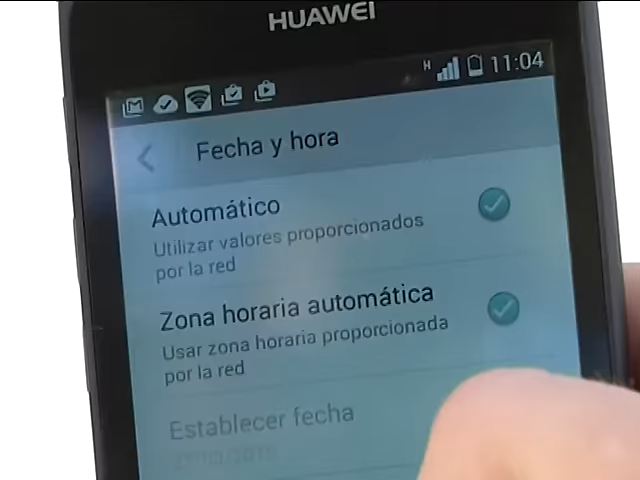 HUAWEI
H 11:04
Fecha y hora
Automático
Utilizar valores proporcionados
por la red
Zona horaria automática
Usar zona horaria proporcionada
por la red
Establecer fecha